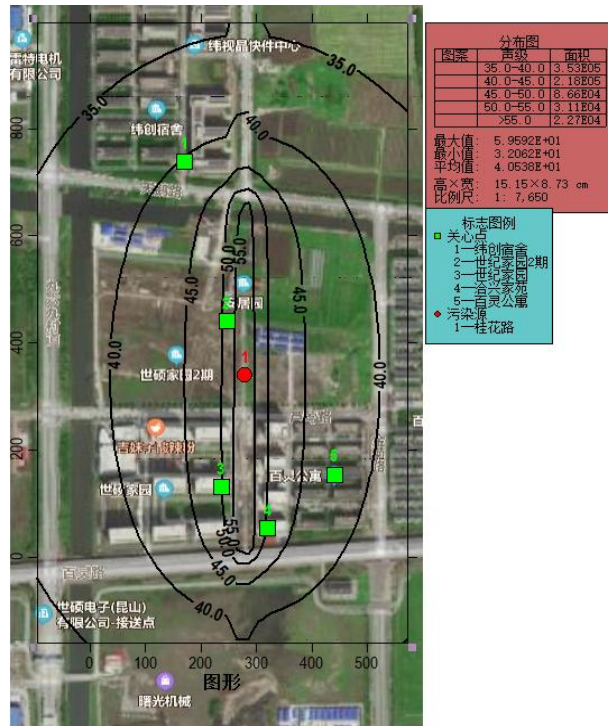 纬视晶快件中心
雷特电机
有限公司
35.0
35.0
纬创宿舍
800
40.0
1
600
55.0
50.0
45.0
45.0
友居园
2
400
1
40.0
40.0
世硕家园2期
吉妹子麻辣粉
200
3
5
百灵公寓
世硕家园
4
55.0
50.0
0
45.0
百灵路
40.0
40.0
世硕电子(昆山)
有限公司-接送点
0 100 200 300 400 500
图形
曙光机械
分布图
图案 声级 面积
35.0-40.0 3.53E05
40.0-45.0 2.18E05
45.0-50.0 8.66E04
50.0-55.0 3.11E04
>55.0 2.27E04
最大值: 5.9592E+01
最小值: 3.2062E+01
平均值: 4.0538E+01
高×宽: 15.15×8.73 cm
比例尺: 1: 7,650
标志图例
关心点
1——纬创宿舍
2——世纪家园2期
3——世纪家园
4——洽兴家苑
5——百灵公寓
污染源
1——桂花路